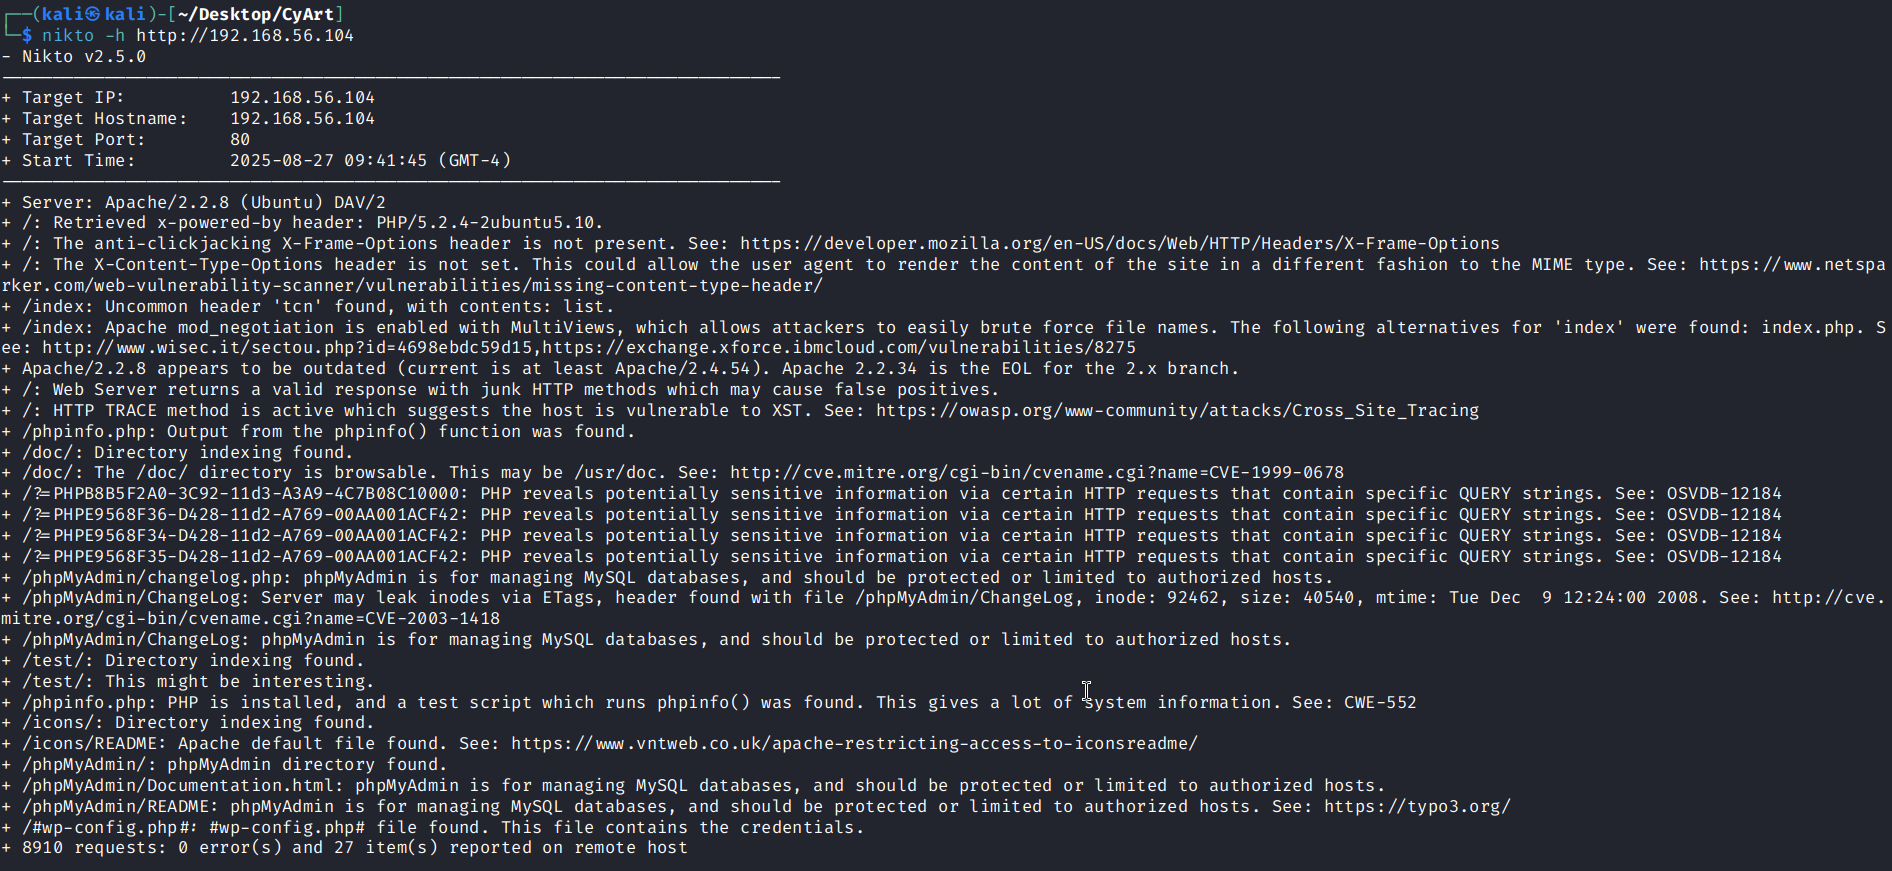 ┌──(kali㉿kali)-[~/Desktop/CyArt]
└─$ nikto -h http://192.168.56.104
- Nikto v2.5.0
---------------------------------------------------------------------------
+ Target IP:          192.168.56.104
+ Target Hostname:    192.168.56.104
+ Target Port:        80
+ Start Time:         2025-08-27 09:41:45 (GMT-4)
---------------------------------------------------------------------------
+ Server: Apache/2.2.8 (Ubuntu) DAV/2
+ /: Retrieved x-powered-by header: PHP/5.2.4-2ubuntu5.10.
+ /: The anti-clickjacking X-Frame-Options header is not present. See: https://developer.mozilla.org/en-US/docs/Web/HTTP/Headers/X-Frame-Options
+ /: The X-Content-Type-Options header is not set. This could allow the user agent to render the content of the site in a different fashion to the MIME type. See: https://www.netspa
rker.com/web-vulnerability-scanner/vulnerabilities/missing-content-type-header/
+ /index: Uncommon header 'tcn' found, with contents: list.
+ /index: Apache mod_negotiation is enabled with MultiViews, which allows attackers to easily brute force file names. The following alternatives for 'index' were found: index.php. S
ee: http://www.wisec.it/sectou.php?id=4698ebdc59d15,https://exchange.xforce.ibmcloud.com/vulnerabilities/8275
+ Apache/2.2.8 appears to be outdated (current is at least Apache/2.4.54). Apache 2.2.34 is the EOL for the 2.x branch.
+ /: Web Server returns a valid response with junk HTTP methods which may cause false positives.
+ /: HTTP TRACE method is active which suggests the host is vulnerable to XST. See: https://owasp.org/www-community/attacks/Cross_Site_Tracing
+ /phpinfo.php: Output from the phpinfo() function was found.
+ /doc/: Directory indexing found.
+ /doc/: The /doc/ directory is browsable. This may be /usr/doc. See: http://cve.mitre.org/cgi-bin/cvename.cgi?name=CVE-1999-0678
+ /?=PHPB8B5F2A0-3C92-11d3-A3A9-4C7B08C10000: PHP reveals potentially sensitive information via certain HTTP requests that contain specific QUERY strings. See: OSVDB-12184
+ /?=PHPE9568F36-D428-11d2-A769-00AA001ACF42: PHP reveals potentially sensitive information via certain HTTP requests that contain specific QUERY strings. See: OSVDB-12184
+ /?=PHPE9568F34-D428-11d2-A769-00AA001ACF42: PHP reveals potentially sensitive information via certain HTTP requests that contain specific QUERY strings. See: OSVDB-12184
+ /?=PHPE9568F35-D428-11d2-A769-00AA001ACF42: PHP reveals potentially sensitive information via certain HTTP requests that contain specific QUERY strings. See: OSVDB-12184
+ /phpMyAdmin/changelog.php: phpMyAdmin is for managing MySQL databases, and should be protected or limited to authorized hosts.
+ /phpMyAdmin/ChangeLog: Server may leak inodes via ETags, header found with file /phpMyAdmin/ChangeLog, inode: 92462, size: 40540, mtime: Tue Dec  9 12:24:00 2008. See: http://cve.
mitre.org/cgi-bin/cvename.cgi?name=CVE-2003-1418
+ /phpMyAdmin/ChangeLog: phpMyAdmin is for managing MySQL databases, and should be protected or limited to authorized hosts.
+ /test/: Directory indexing found.
+ /test/: This might be interesting.
+ /phpinfo.php: PHP is installed, and a test script which runs phpinfo() was found. This gives a lot of system information. See: CWE-552
+ /icons/: Directory indexing found.
+ /icons/README: Apache default file found. See: https://www.vntweb.co.uk/apache-restricting-access-to-iconsreadme/
+ /phpMyAdmin/: phpMyAdmin directory found.
+ /phpMyAdmin/Documentation.html: phpMyAdmin is for managing MySQL databases, and should be protected or limited to authorized hosts.
+ /phpMyAdmin/README: phpMyAdmin is for managing MySQL databases, and should be protected or limited to authorized hosts. See: https://typo3.org/
+ /#wp-config.php#: #wp-config.php# file found. This file contains the credentials.
+ 8910 requests: 0 error(s) and 27 item(s) reported on remote host